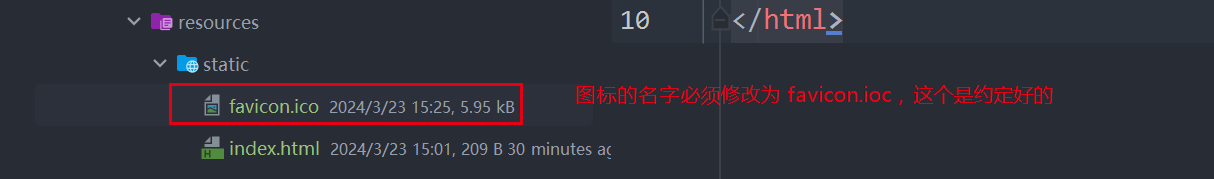 resources
static
favicon.ico 2024/3/23 15:25, 5.95 kB
index.html 2024/3/23 15:01, 209 B 30 minutes ag
10 </html>
图标的名字必须修改为 favicon.ioc，这个是约定好的